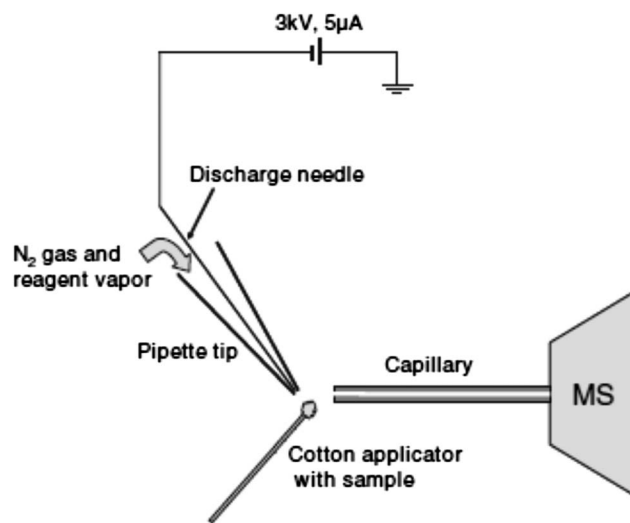 3kV, 5µA
Discharge needle
N₂ gas and
reagent vapor
Pipette tip
Capillary
MS
Cotton applicator
with sample